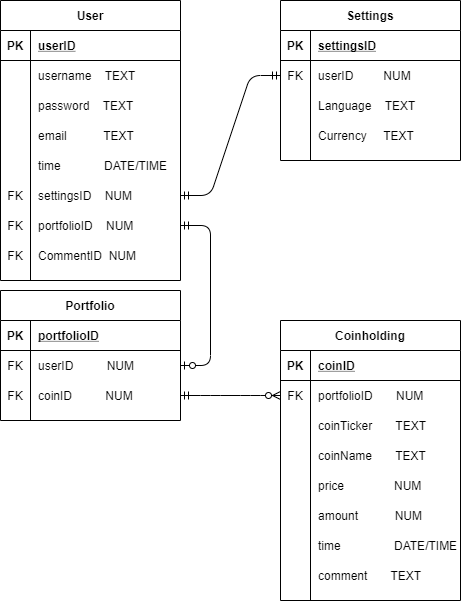 User
PK userID
username TEXT
password TEXT
email TEXT
time DATE/TIME
FK settingsID NUM
FK portfolioID NUM
FK CommentID NUM
Settings
PK settingsID
FK userID NUM
Language TEXT
Currency TEXT
Portfolio
PK portfolioID
FK userID NUM
FK coinID NUM
Coinholding
PK coinID
FK portfolioID NUM
coinTicker TEXT
coinName TEXT
price NUM
amount NUM
time DATE/TIME
comment TEXT